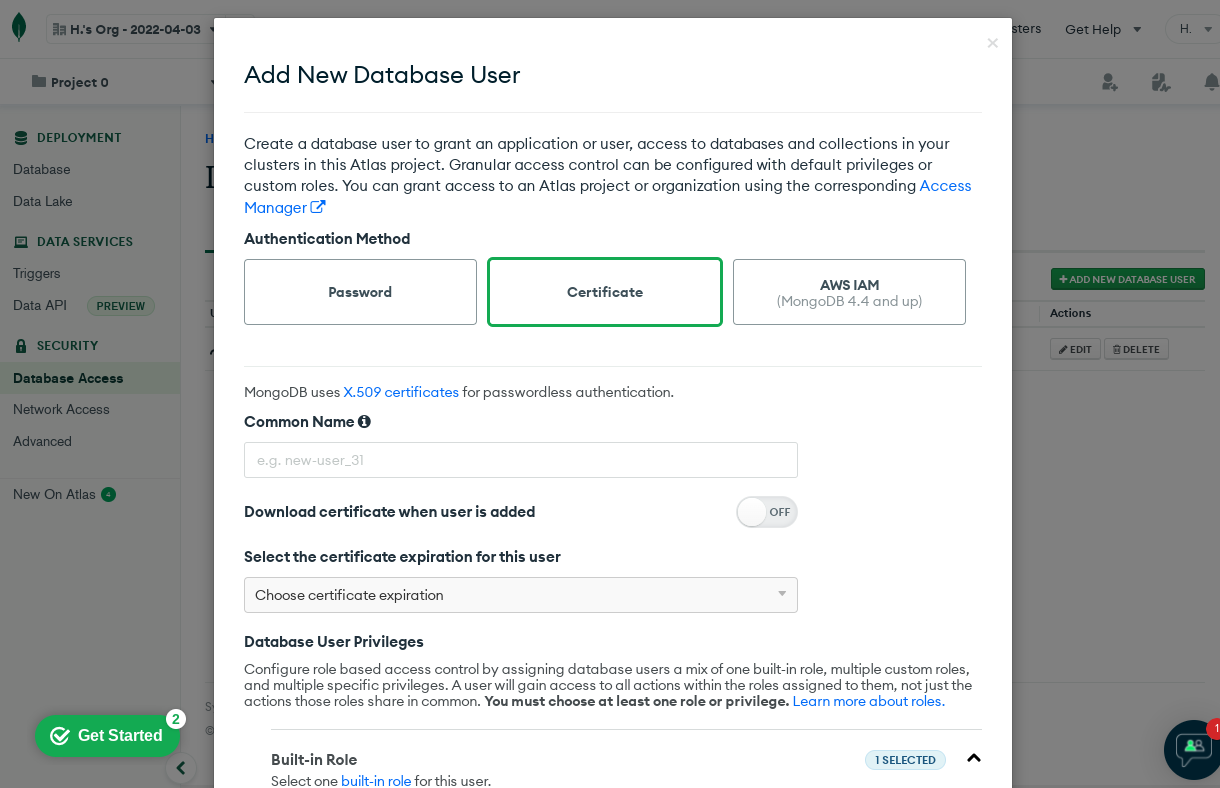 H.'s Org - 2022-04-03
Get Help
H.
Project 0
×
Add New Database User
Create a database user to grant an application or user, access to databases and collections in your
clusters in this Atlas project. Granular access control can be configured with default privileges or
custom roles. You can grant access to an Atlas project or organization using the corresponding Access
Manager
Authentication Method
Password
Certificate
AWS IAM
(MongoDB 4.4 and up)
MongoDB uses X.509 certificates for passwordless authentication.
Common Name
e.g. new-user_31
Download certificate when user is added
OFF
Select the certificate expiration for this user
Choose certificate expiration
Database User Privileges
Configure role based access control by assigning database users a mix of one built-in role, multiple custom roles,
and multiple specific privileges. A user will gain access to all actions within the roles assigned to them, not just the
actions those roles share in common. You must choose at least one role or privilege. Learn more about roles.
Built-in Role
1 SELECTED
Select one built-in role for this user.
DEPLOYMENT
Database
Data Lake
DATA SERVICES
Triggers
Data API
PREVIEW
SECURITY
Database Access
Network Access
Advanced
New On Atlas
4
+ ADD NEW DATABASE USER
Actions
EDIT
DELETE
Get Started
2
1